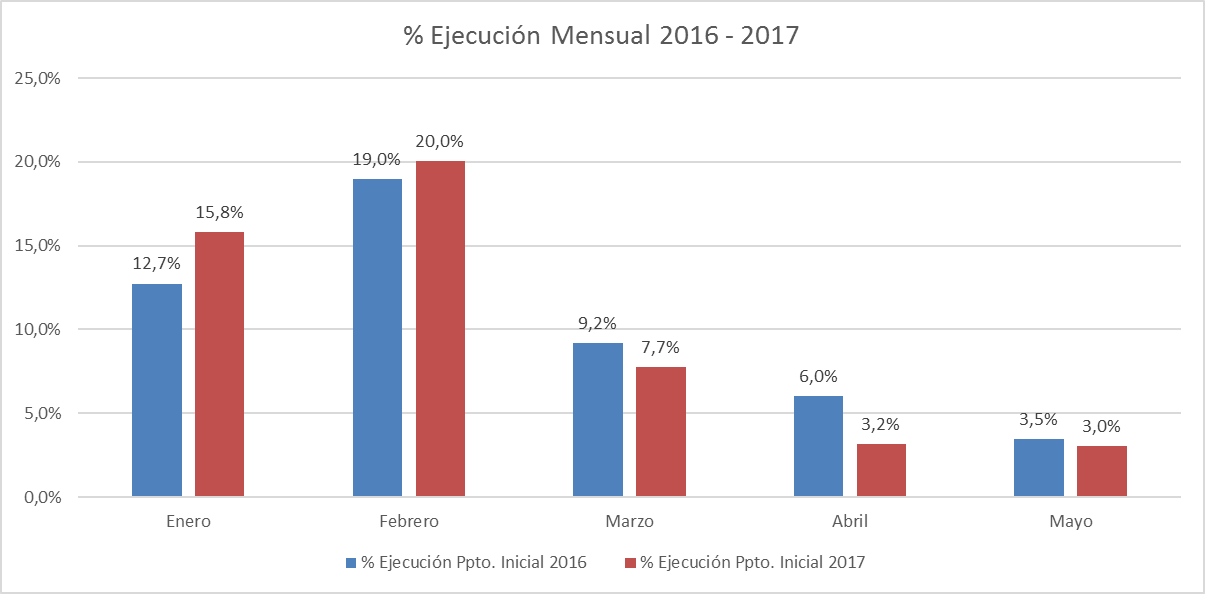 % Ejecución Mensual 2016 - 2017
25,0%
20,0%
15,0%
10,0%
5,0%
0,0%
12,7%
15,8%
19,0%
20,0%
9,2%
7,7%
6,0%
3,2%
3,5%
3,0%
Enero
Febrero
Marzo
Abril
Mayo
% Ejecución Ppto. Inicial 2016
% Ejecución Ppto. Inicial 2017